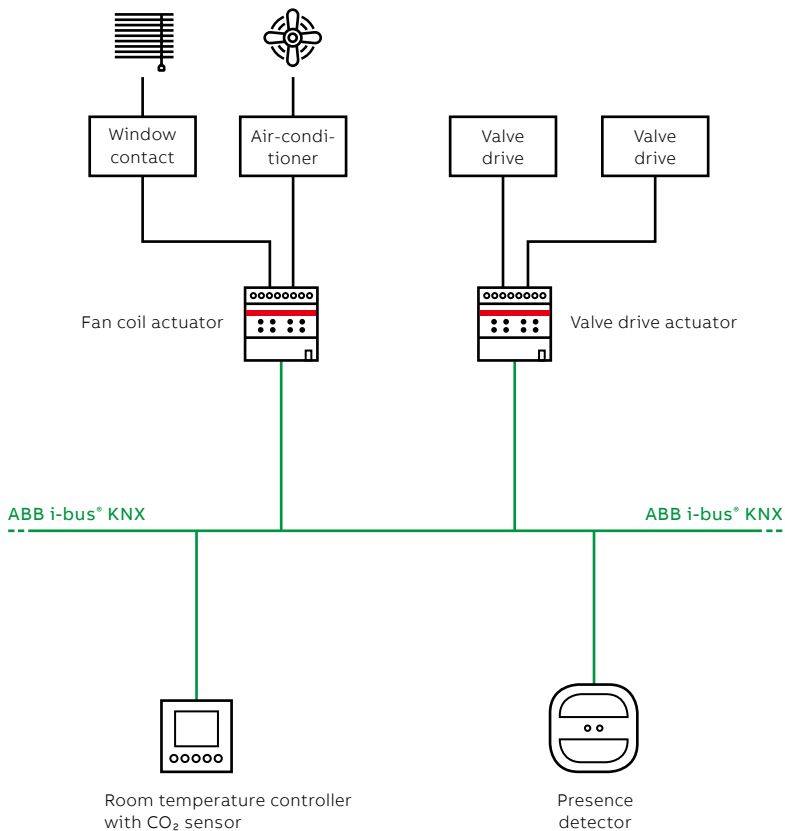 Window
contact
Air-condi-
tioner
Valve
drive
Valve
drive
Fan coil actuator
Valve drive actuator
ABB i-bus® KNX
ABB i-bus® KNX
Room temperature controller
with CO₂ sensor
Presence
detector